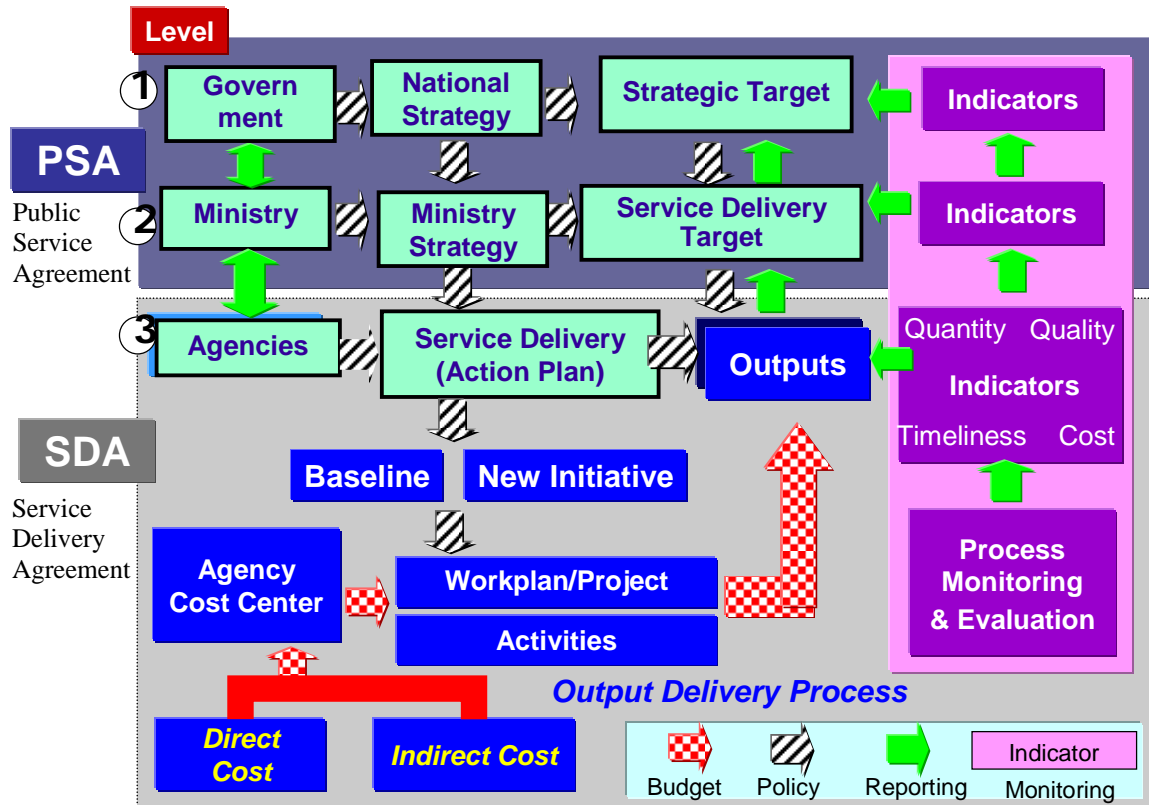 Level
1
Govern
ment
National
Strategy
Strategic Target
Indicators
PSA
Public
Service
Agreement
2
Ministry
Ministry
Strategy
Service Delivery
Target
Indicators
3
Agencies
Service Delivery
(Action Plan)
Outputs
Quantity Quality
Indicators
Timeliness Cost
SDA
Service
Delivery
Agreement
Baseline
New Initiative
Agency
Cost Center
Workplan/Project
Activities
Process
Monitoring
& Evaluation
Output Delivery Process
Direct
Cost
Indirect Cost
Budget
Policy
Reporting
Indicator
Monitoring